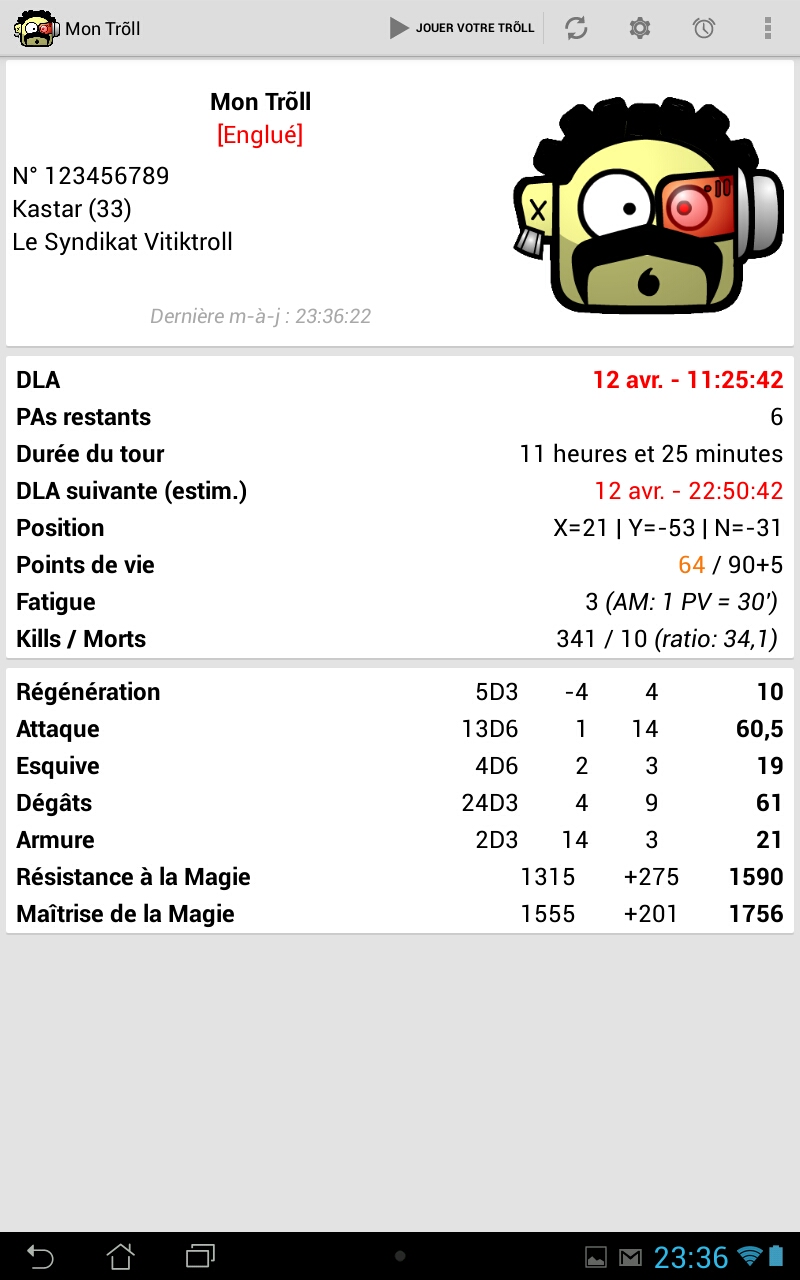 Mon Trõll
JOUER VOTRE TRÕLL
Mon Trõll
[Englué]
N° 123456789
Kastar (33)
Le Syndikat Vitiktroll
Dernière m-à-j : 23:36:22
DLA 12 avr. - 11:25:42
PAs restants 6
Durée du tour 11 heures et 25 minutes
DLA suivante (estim.) 12 avr. - 22:50:42
Position X=21 | Y=-53 | N=-31
Points de vie 64 / 90+5
Fatigue 3 (AM: 1 PV = 30')
Kills / Morts 341 / 10 (ratio: 34,1)
Régénération 5D3 -4 4 10
Attaque 13D6 1 14 60,5
Esquive 4D6 2 3 19
Dégâts 24D3 4 9 61
Armure 2D3 14 3 21
Résistance à la Magie 1315 +275 1590
Maîtrise de la Magie 1555 +201 1756
23:36